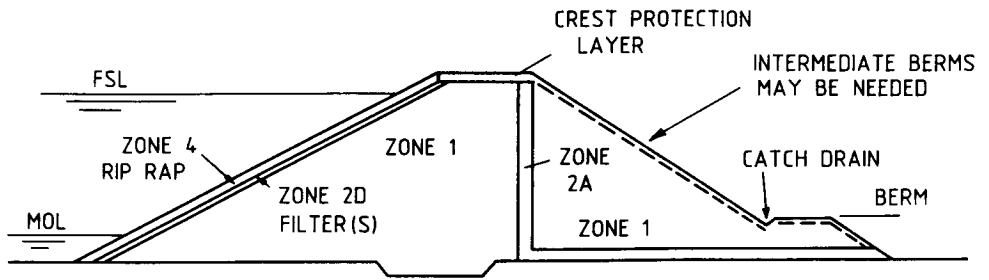 CREST PROTECTION
LAYER
FSL
INTERMEDIATE BERMS
MAY BE NEEDED
ZONE 4
RIP RAP
ZONE 1
ZONE
2A
CATCH DRAIN
ZONE 2D
FILTER(S)
BERM
MOL
ZONE 1